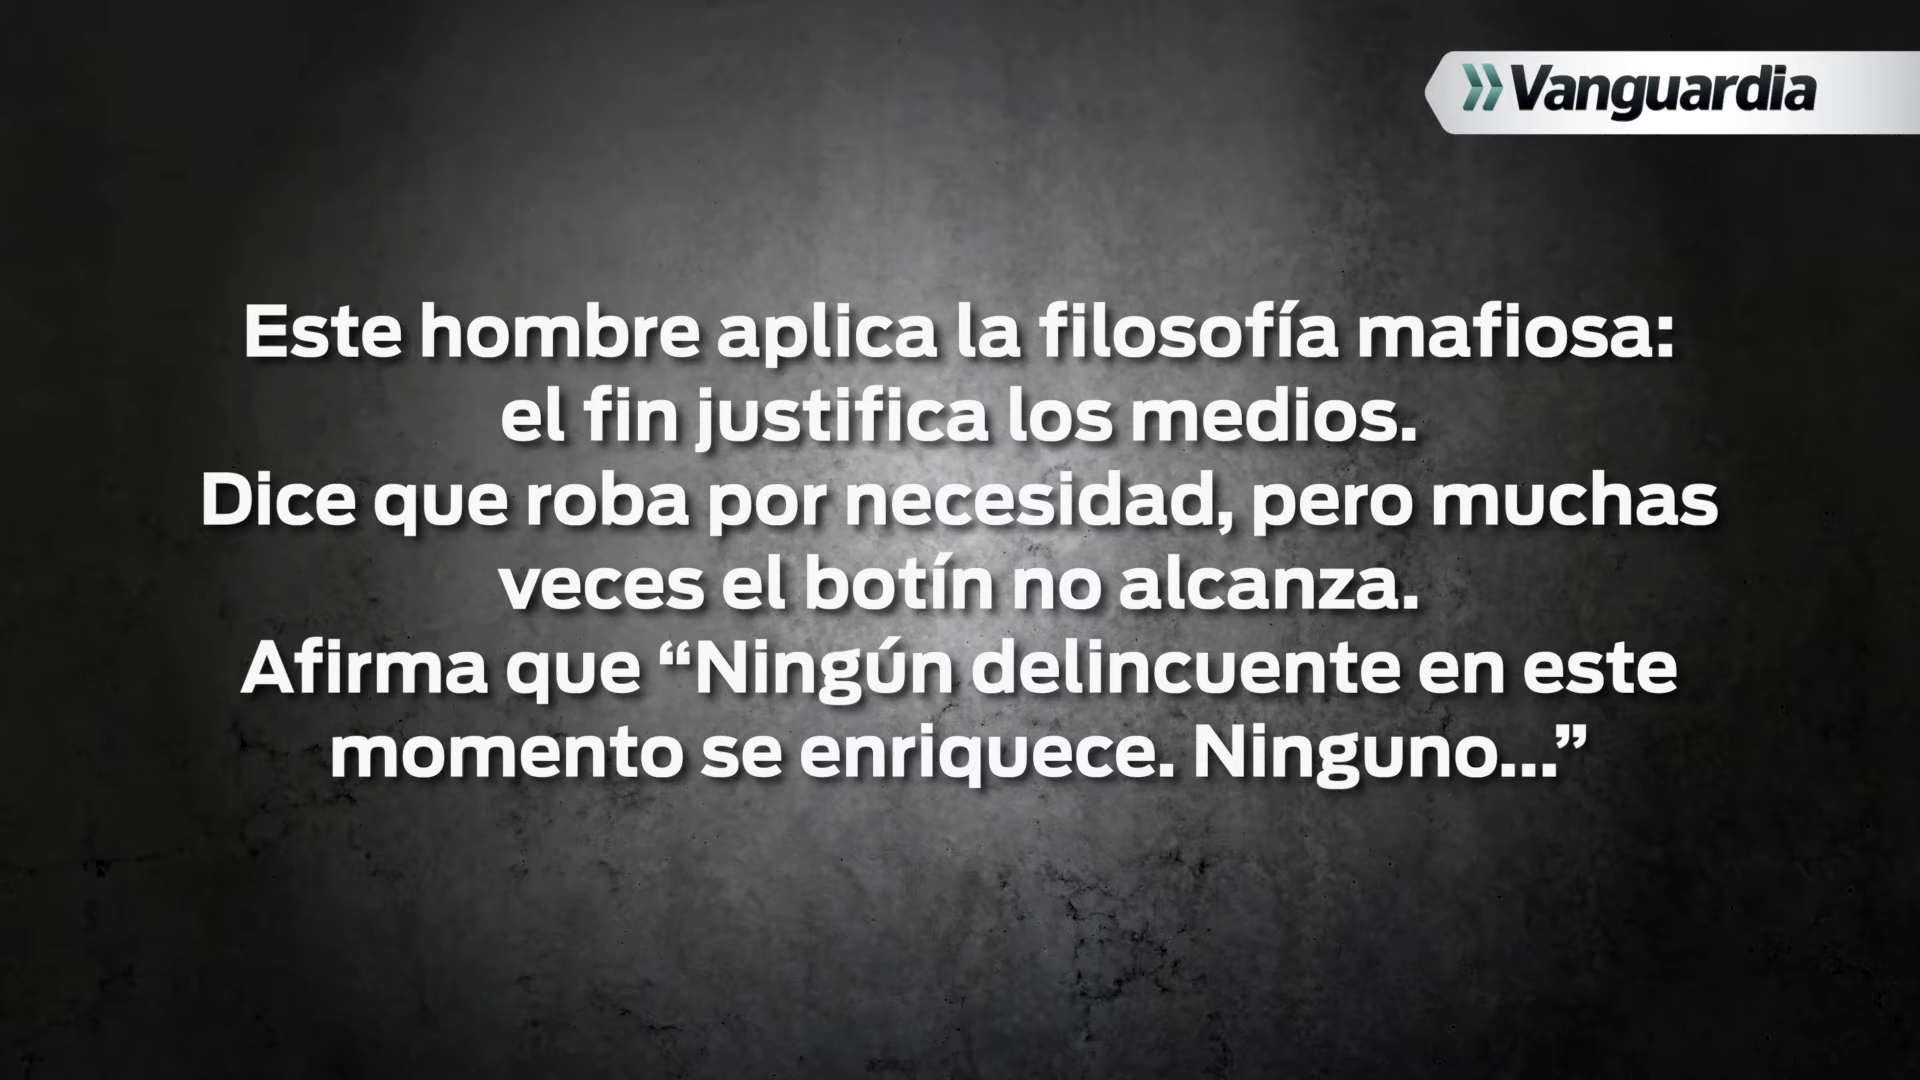 Vanguardia
Este hombre aplica la filosofía mafiosa:
el fin justifica los medios.
Dice que roba por necesidad, pero muchas
veces el botín no alcanza.
Afirma que “Ningún delincuente en este
momento se enriquece. Ninguno...”